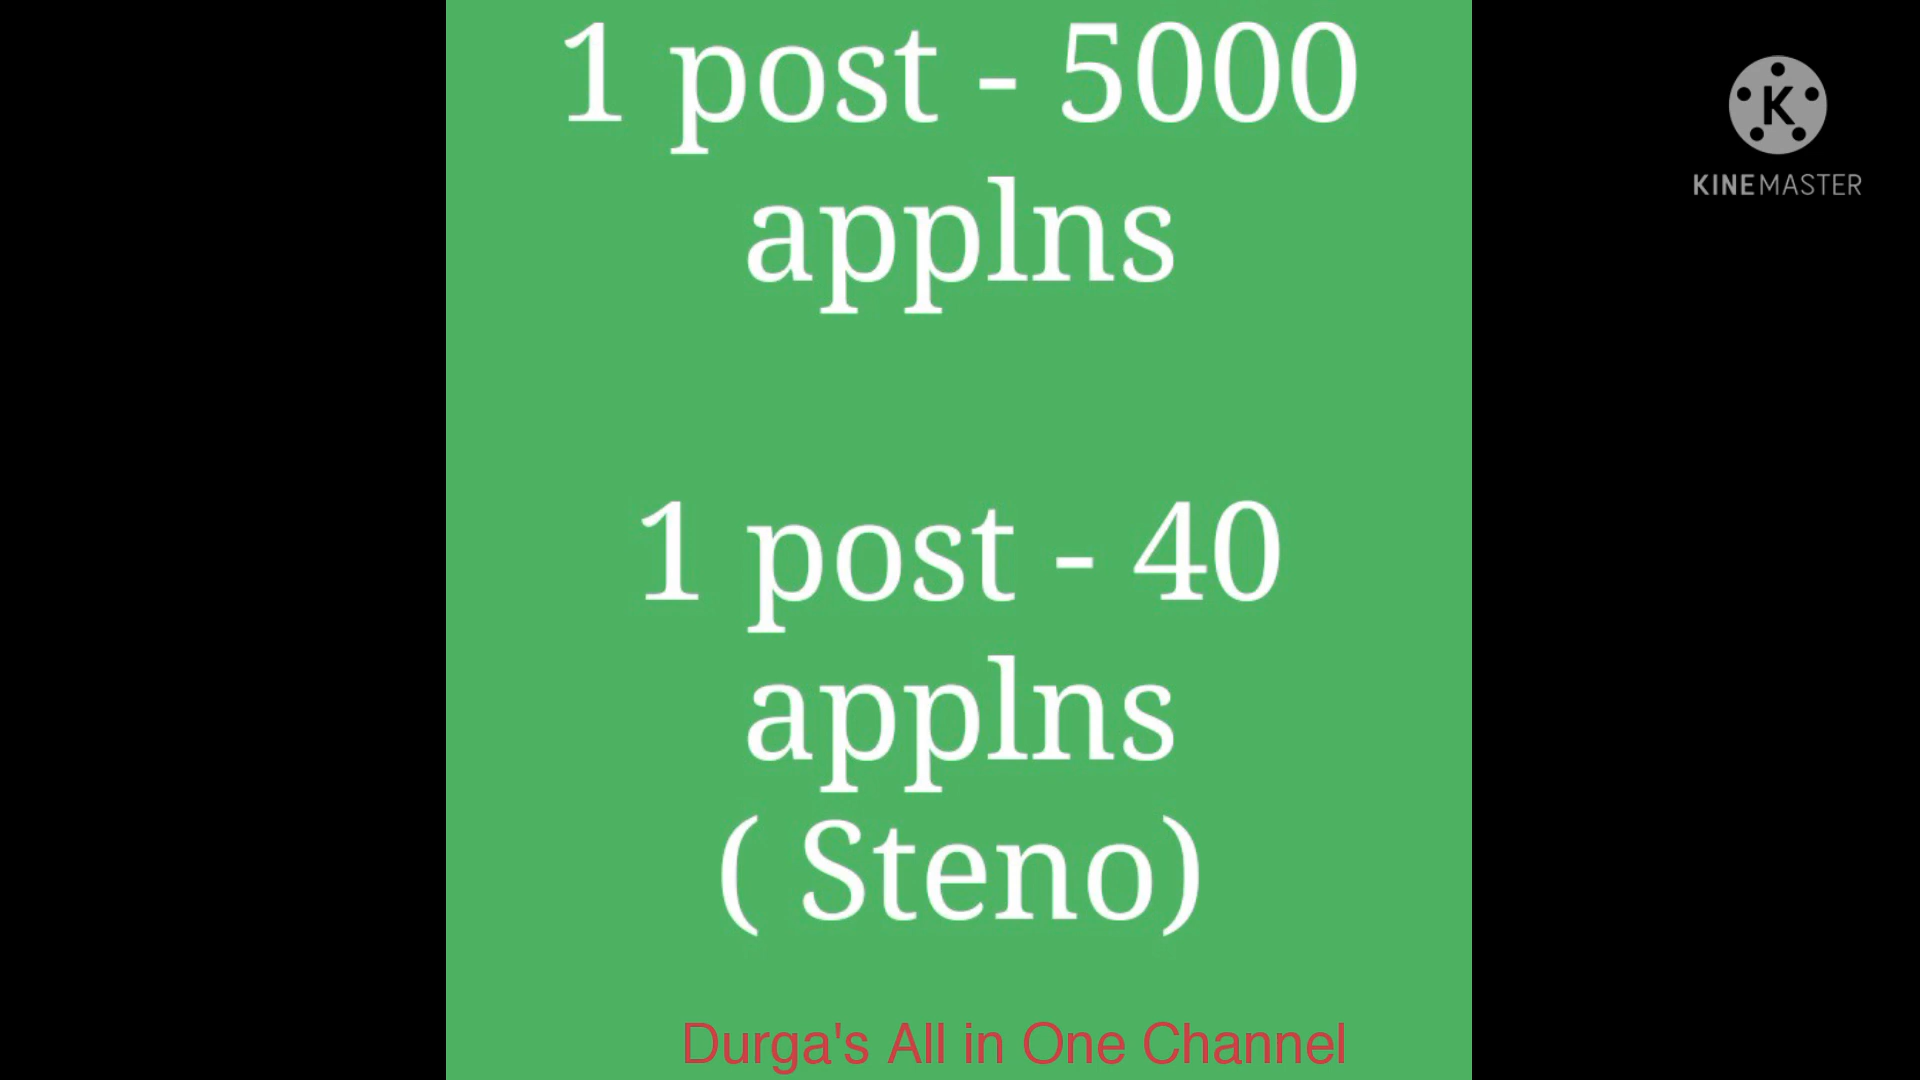 1 post - 5000
applns
1 post - 40
applns
( Steno)
Durga's All in One Channel
K
KINEMASTER